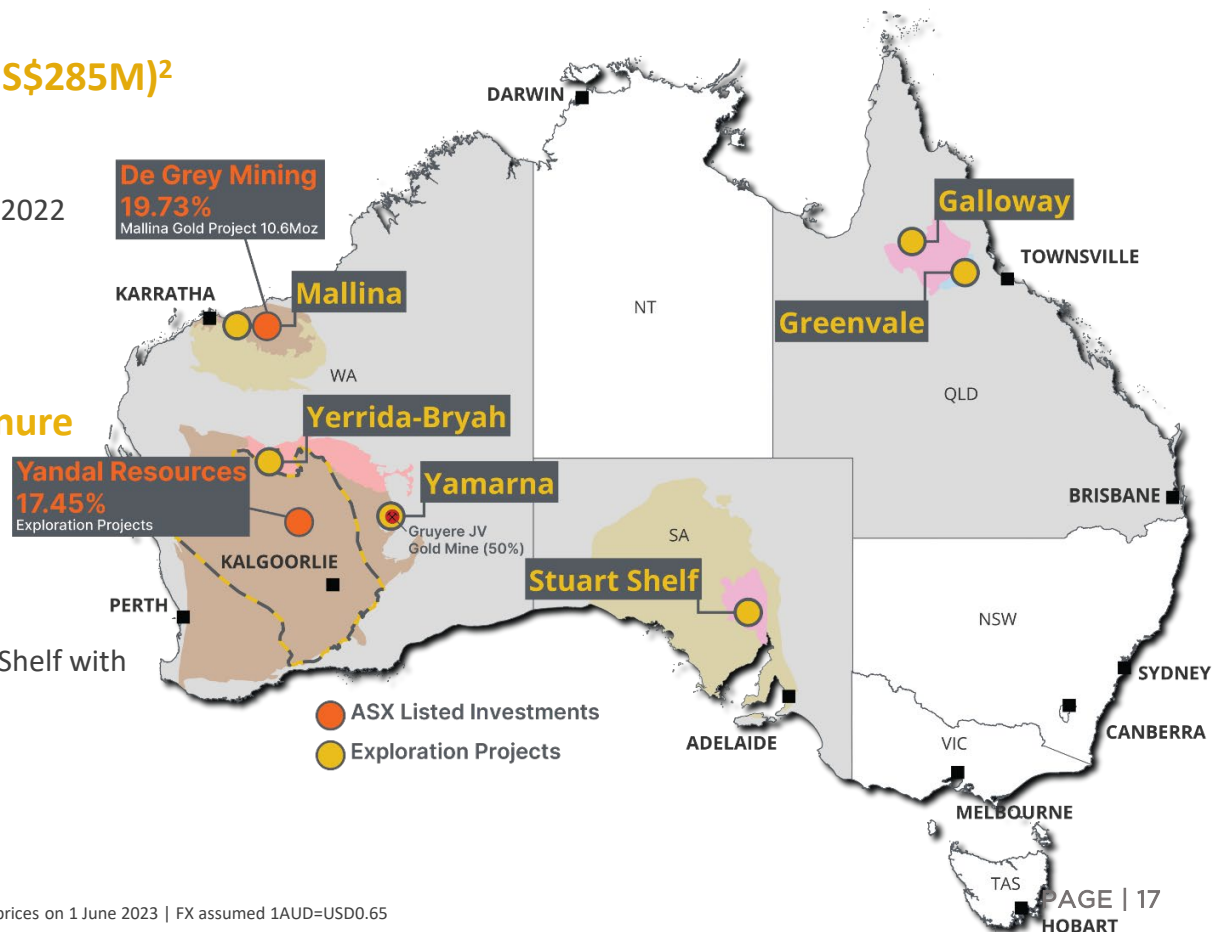 S$285M)²
DARWIN
De Grey Mining
19.73%
Mallina Gold Project 10.6Moz
2022
Galloway
TOWNSVILLE
KARRATHA
Mallina
NT
Greenvale
WA
QLD
Yerrida-Bryah
nure
Yandal Resources
17.45%
Exploration Projects
Yamarna
BRISBANE
Gruyere JV
Gold Mine (50%)
SA
KALGOORLIE
Stuart Shelf
PERTH
NSW
Shelf with
SYDNEY
ASX Listed Investments
CANBERRA
ADELAIDE
VIC
Exploration Projects
MELBOURNE
TAS
PAGE | 17
prices on 1 June 2023 | FX assumed 1AUD=USD0.65
HOBART